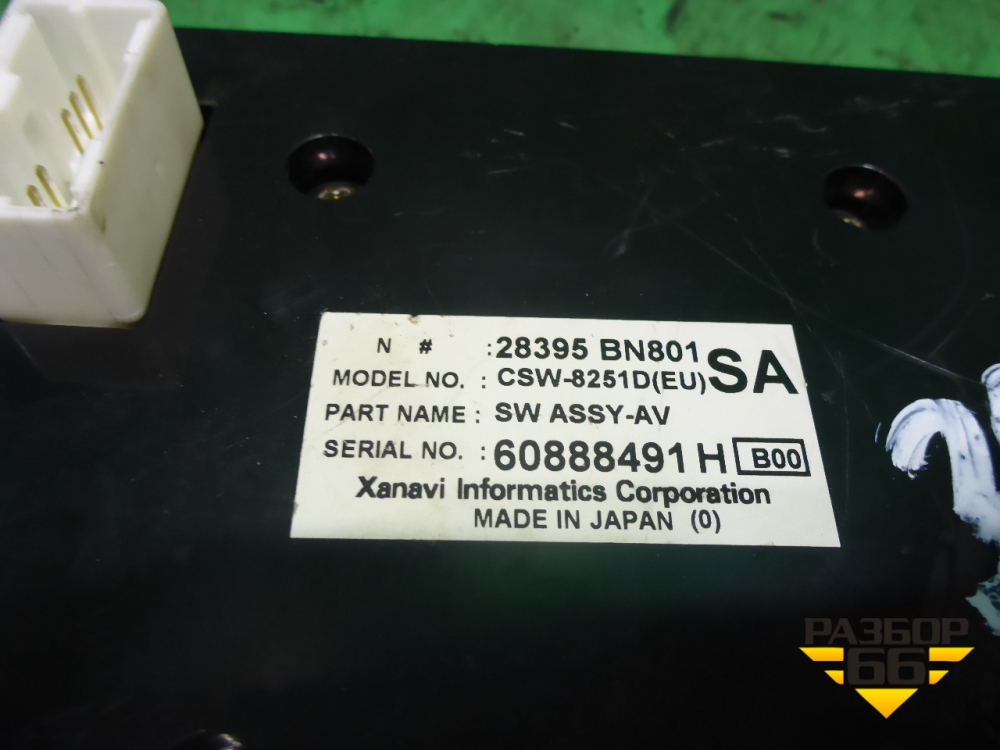 N # : 28395 BN801 SA
MODEL NO. : CSW-8251D(EU)
PART NAME : SW ASSY-AV
SERIAL NO. : 60888491 H B00
Xanavi Informatics Corporation
MADE IN JAPAN (0)
РАЗБОР
66